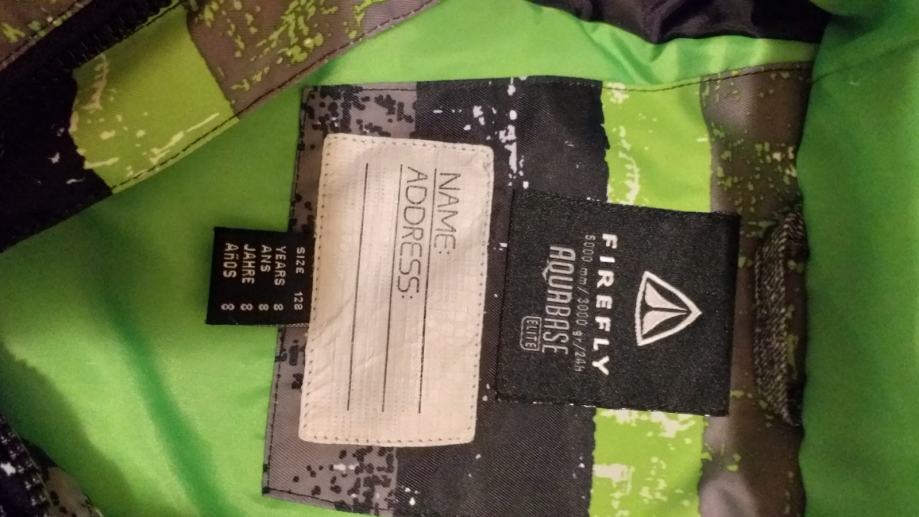 FIREFLY
5000 mm/3000 gr/24h
AQUABASE
ELITE
NAME:
ADDRESS:
SIZE 128
YEARS 8
ANS 8
JAHRE 8
AÑOS 8